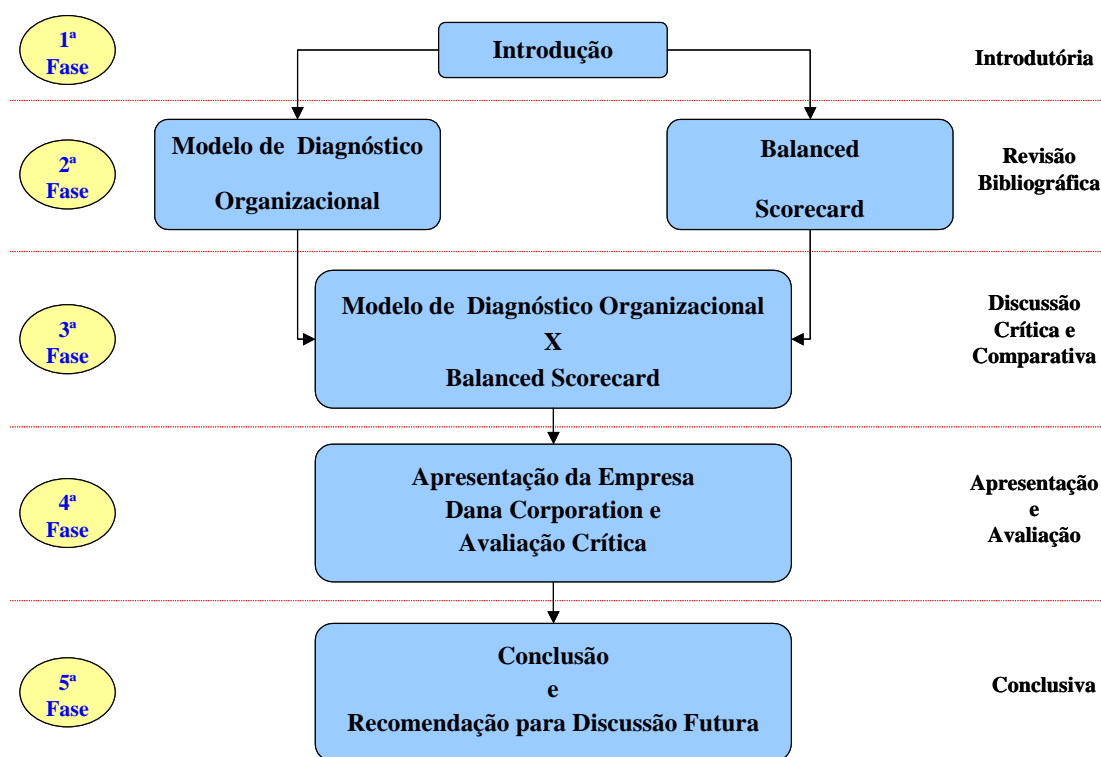 1ª
Fase
Introdução
Introdutória
2ª
Fase
Modelo de Diagnóstico
Organizacional
Balanced
Scorecard
Revisão
Bibliográfica
3ª
Fase
Modelo de Diagnóstico Organizacional
X
Balanced Scorecard
Discussão
Crítica e
Comparativa
4ª
Fase
Apresentação da Empresa
Dana Corporation e
Avaliação Crítica
Apresentação
e
Avaliação
5ª
Fase
Conclusão
e
Recomendação para Discussão Futura
Conclusiva